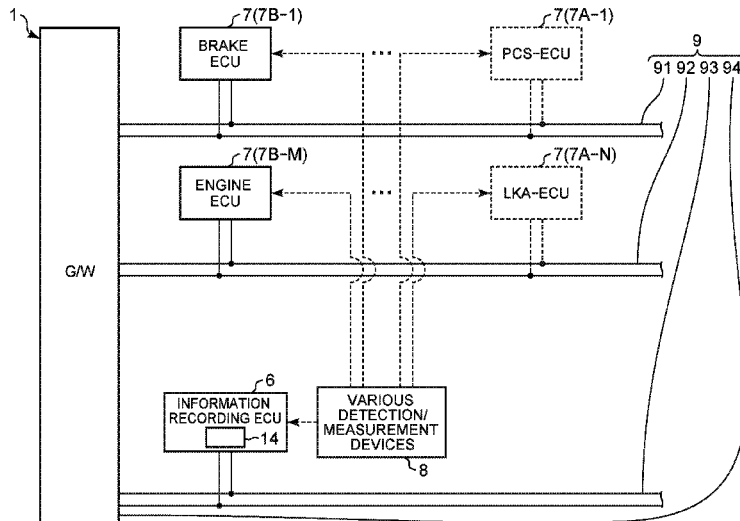 1
7(7B-1)
7(7A-1)
9
BRAKE
ECU
...
PCS-ECU
91 92 93 94
7(7B-M)
7(7A-N)
ENGINE
ECU
...
LKA-ECU
G/W
6
INFORMATION
RECORDING ECU
14
VARIOUS
DETECTION/
MEASUREMENT
DEVICES
8